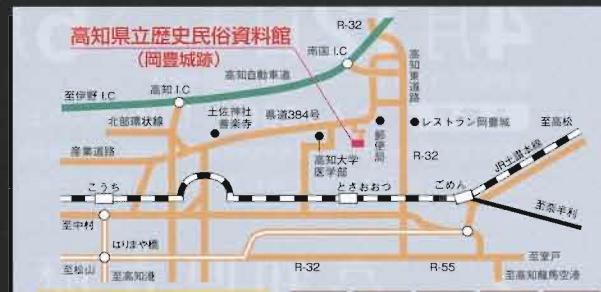 R-32
高知県立歴史民俗資料館
(岡豊城跡)
南国 I.C
高知自動車道
高知東道路
至伊野 I.C
高知 I.C
北部環状線
土佐神社
善楽寺
県道384号
郵便局
レストラン岡豊城
至高松
産業道路
高知大学
医学部
R-32
JR土讃本線
こうち
とさおおつ
ごめん
至奈半利
至中村
はりまや橋
至松山
至高知港
R-32
R-55
至室戸
至高知龍馬空港